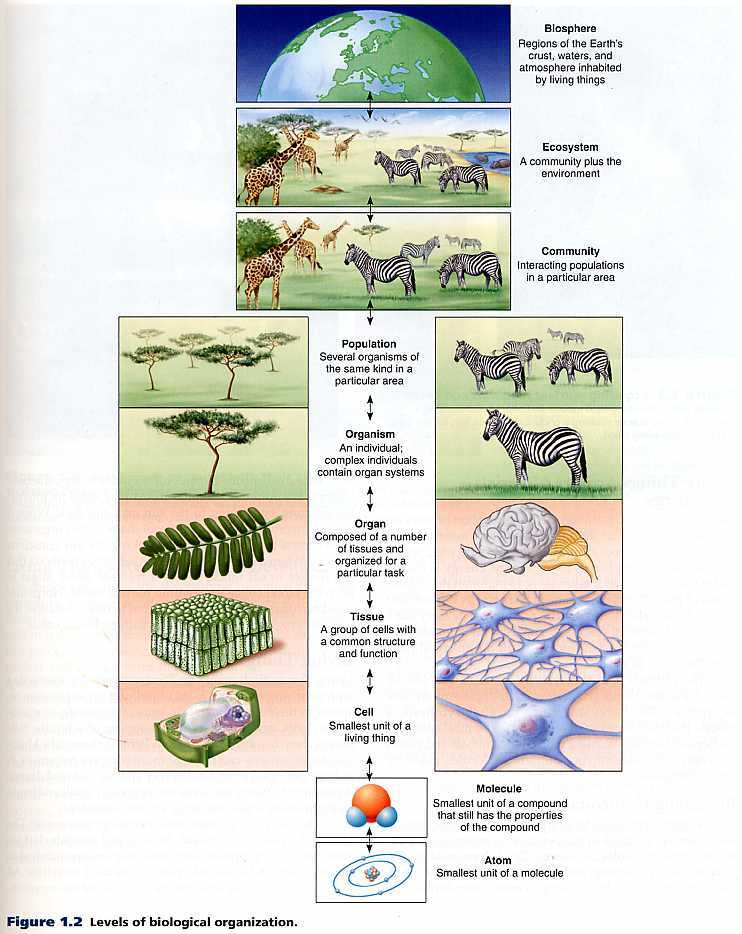 Biosphere
Regions of the Earth's
crust, waters, and
atmosphere inhabited
by living things
Ecosystem
A community plus the
environment
Community
Interacting populations
in a particular area
Population
Several organisms of
the same kind in a
particular area
Organism
An individual;
complex individuals
contain organ systems
Organ
Composed of a number
of tissues and
organized for a
particular task
Tissue
A group of cells with
a common structure
and function
Cell
Smallest unit of a
living thing
Molecule
Smallest unit of a compound
that still has the properties
of the compound
Atom
Smallest unit of a molecule
Figure 1.2 Levels of biological organization.